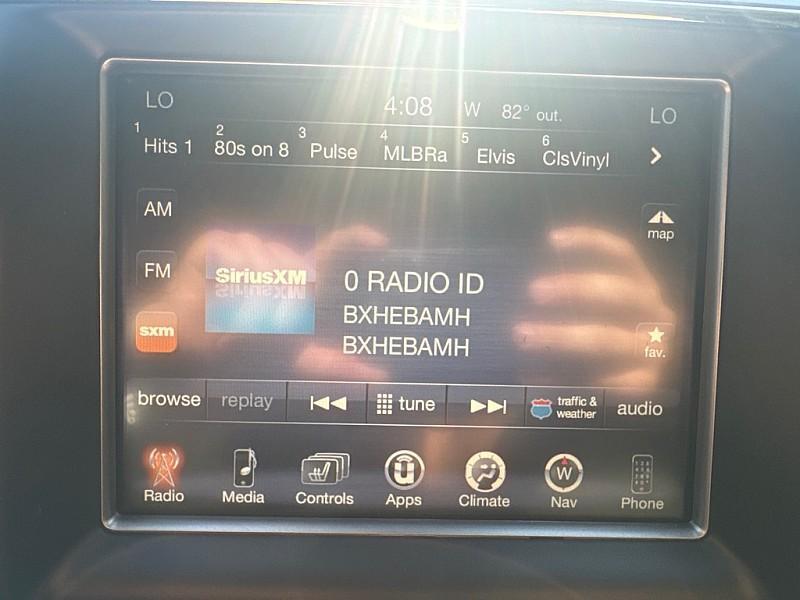 LO 4:08 W 82° out. LO
1 Hits 1 2 80s on 8 3 Pulse 4 MLBRa 5 Elvis 6 ClsVinyl
AM
map
FM
SiriusXM
0 RADIO ID
BXHEBAMH
BXHEBAMH
sxm
fav.
browse replay tune traffic & weather audio
Radio Media Controls Apps Climate W Nav Phone